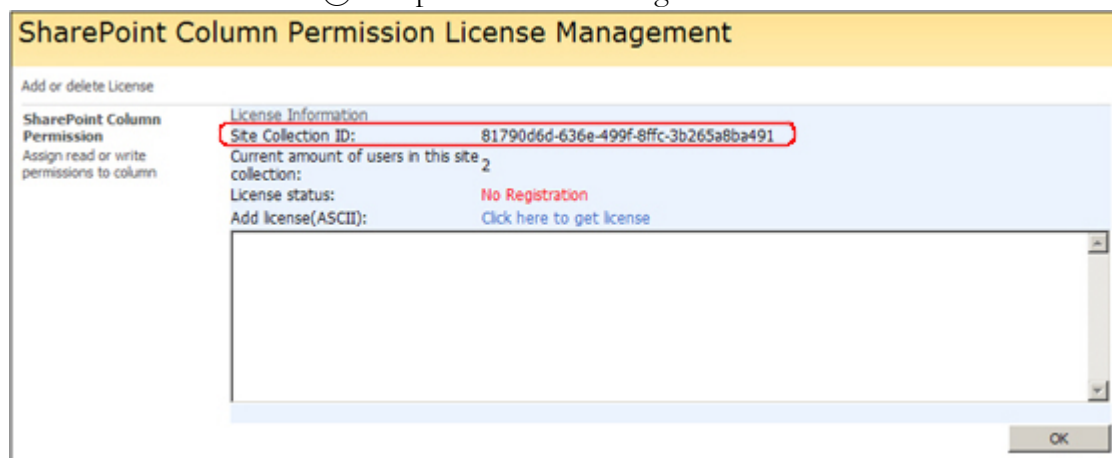 SharePoint Column Permission License Management
Add or delete License
SharePoint Column
Permission
Assign read or write
permissions to column
License Information
Site Collection ID: 81790d6d-636e-499f-8ffc-3b265a8ba491
Current amount of users in this site
collection: 2
License status: No Registration
Add license(ASCII): Click here to get license
OK